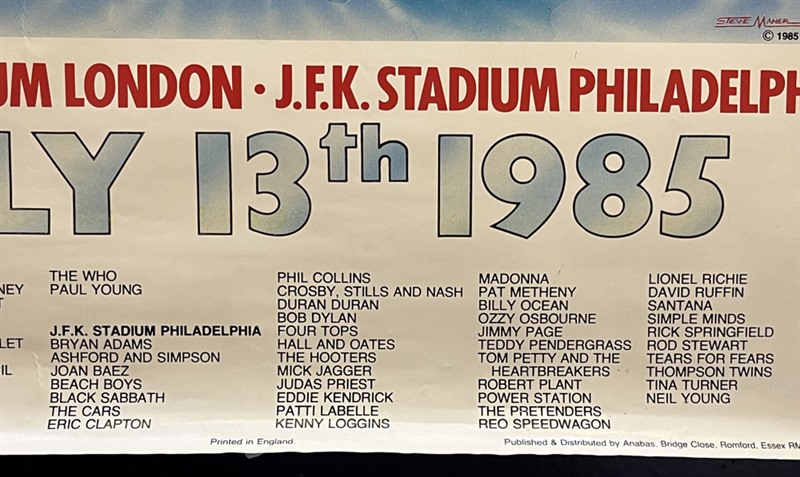 STEVE MAHER
© 1985
UM LONDON · J.F.K. STADIUM PHILADELPH
LY 13th 1985
NEY
T
LET
PIL
THE WHO
PAUL YOUNG
J.F.K. STADIUM PHILADELPHIA
BRYAN ADAMS
ASHFORD AND SIMPSON
JOAN BAEZ
BEACH BOYS
BLACK SABBATH
THE CARS
ERIC CLAPTON
PHIL COLLINS
CROSBY, STILLS AND NASH
DURAN DURAN
BOB DYLAN
FOUR TOPS
HALL AND OATES
THE HOOTERS
MICK JAGGER
JUDAS PRIEST
EDDIE KENDRICK
PATTI LABELLE
KENNY LOGGINS
MADONNA
PAT METHENY
BILLY OCEAN
OZZY OSBOURNE
JIMMY PAGE
TEDDY PENDERGRASS
TOM PETTY AND THE
HEARTBREAKERS
ROBERT PLANT
POWER STATION
THE PRETENDERS
REO SPEEDWAGON
LIONEL RICHIE
DAVID RUFFIN
SANTANA
SIMPLE MINDS
RICK SPRINGFIELD
ROD STEWART
TEARS FOR FEARS
THOMPSON TWINS
TINA TURNER
NEIL YOUNG
Printed in England.
Published & Distributed by Anabas, Bridge Close, Romford, Essex RM